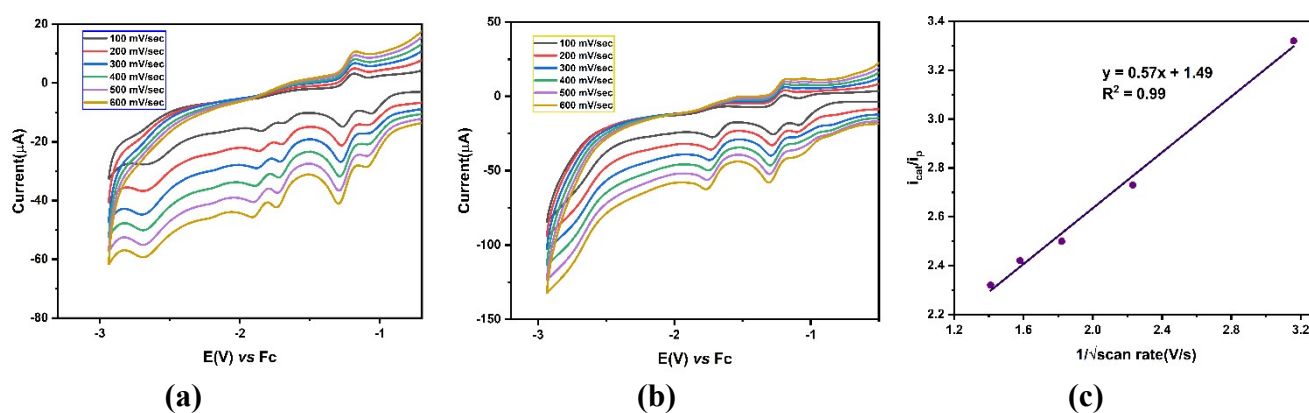 20
0
-20
-40
-60
-80
-3
-2
-1
Current(μA)
E(V) vs Fc
100 mV/sec
200 mV/sec
300 mV/sec
400 mV/sec
500 mV/sec
600 mV/sec
(a)
50
0
-50
-100
-150
-3
-2
-1
Current(μA)
E(V) vs Fc
100 mV/sec
200 mV/sec
300 mV/sec
400 mV/sec
500 mV/sec
600 mV/sec
(b)
3.4
3.2
3.0
2.8
2.6
2.4
2.2
1.2
1.6
2.0
2.4
2.8
3.2
i_cat/i_p
1/√scan rate(V/s)
y = 0.57x + 1.49
R² = 0.99
(c)